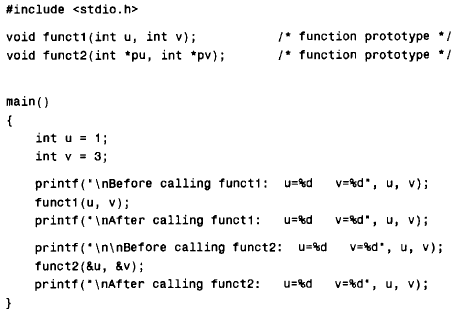 #include <stdio.h>
void funct1(int u, int v);          /* function prototype */
void funct2(int *pu, int *pv);      /* function prototype */
main()
{
    int u = 1;
    int v = 3;
    printf("\nBefore calling funct1:  u=%d   v=%d", u, v);
    funct1(u, v);
    printf("\nAfter calling funct1:   u=%d   v=%d", u, v);
    printf("\n\nBefore calling funct2:  u=%d   v=%d", u, v);
    funct2(&u, &v);
    printf("\nAfter calling funct2:   u=%d   v=%d", u, v);
}